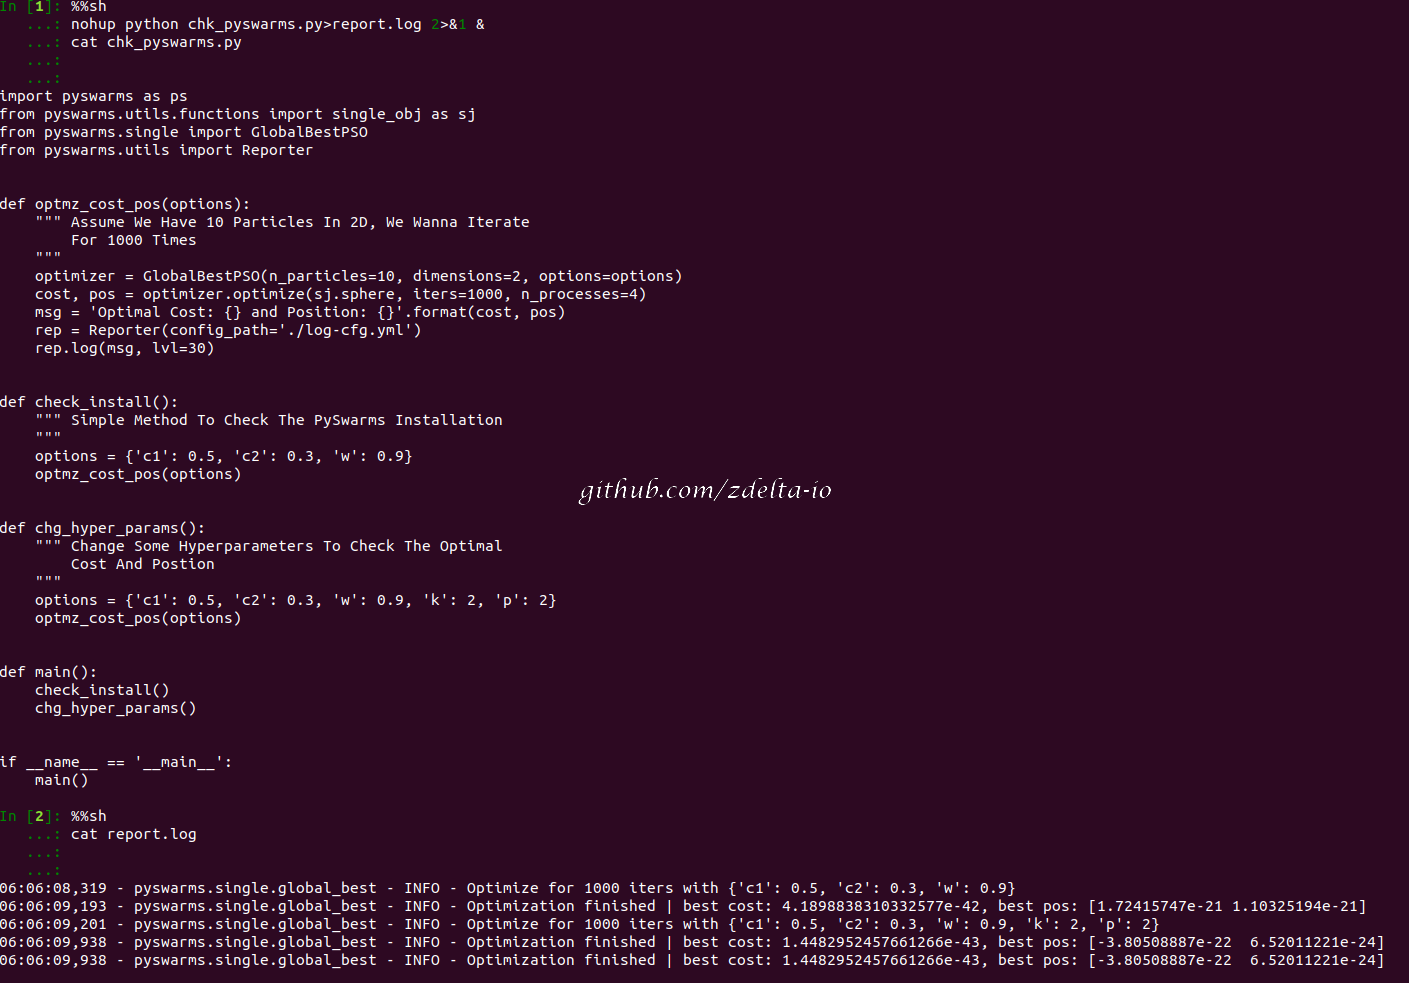 In [1]: %%sh
   ...: nohup python chk_pyswarms.py>report.log 2>&1 &
   ...: cat chk_pyswarms.py
   ...:
   ...:
import pyswarms as ps
from pyswarms.utils.functions import single_obj as sj
from pyswarms.single import GlobalBestPSO
from pyswarms.utils import Reporter
def optmz_cost_pos(options):
    """ Assume We Have 10 Particles In 2D, We Wanna Iterate
        For 1000 Times
    """
    optimizer = GlobalBestPSO(n_particles=10, dimensions=2, options=options)
    cost, pos = optimizer.optimize(sj.sphere, iters=1000, n_processes=4)
    msg = 'Optimal Cost: {} and Position: {}'.format(cost, pos)
    rep = Reporter(config_path='./log-cfg.yml')
    rep.log(msg, lvl=30)
def check_install():
    """ Simple Method To Check The PySwarms Installation
    """
    options = {'c1': 0.5, 'c2': 0.3, 'w': 0.9}
    optmz_cost_pos(options)
github.com/zdelta-io
def chg_hyper_params():
    """ Change Some Hyperparameters To Check The Optimal
        Cost And Postion
    """
    options = {'c1': 0.5, 'c2': 0.3, 'w': 0.9, 'k': 2, 'p': 2}
    optmz_cost_pos(options)
def main():
    check_install()
    chg_hyper_params()
if __name__ == '__main__':
    main()
In [2]: %%sh
   ...: cat report.log
   ...:
   ...:
06:06:08,319 - pyswarms.single.global_best - INFO - Optimize for 1000 iters with {'c1': 0.5, 'c2': 0.3, 'w': 0.9}
06:06:09,193 - pyswarms.single.global_best - INFO - Optimization finished | best cost: 4.1898838310332577e-42, best pos: [1.72415747e-21 1.10325194e-21]
06:06:09,201 - pyswarms.single.global_best - INFO - Optimize for 1000 iters with {'c1': 0.5, 'c2': 0.3, 'w': 0.9, 'k': 2, 'p': 2}
06:06:09,938 - pyswarms.single.global_best - INFO - Optimization finished | best cost: 1.4482952457661266e-43, best pos: [-3.80508887e-22  6.52011221e-24]
06:06:09,938 - pyswarms.single.global_best - INFO - Optimization finished | best cost: 1.4482952457661266e-43, best pos: [-3.80508887e-22  6.52011221e-24]